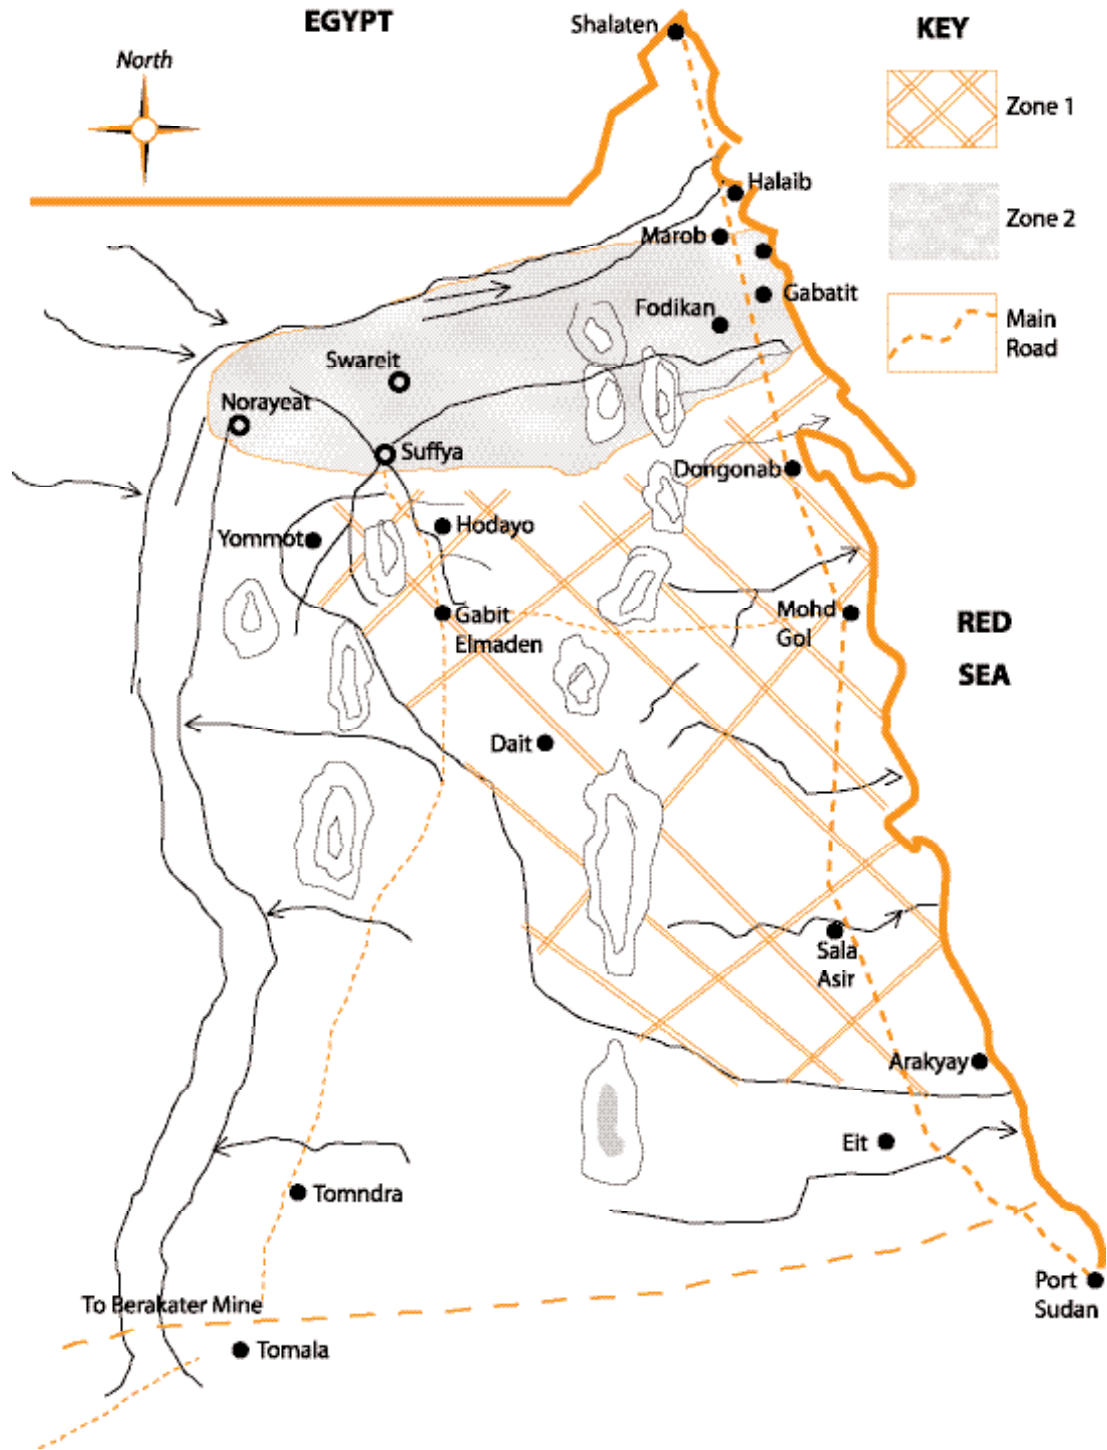 EGYPT
Shalaten
KEY
North
Zone 1
Halaib
Zone 2
Marob
Gabatit
Fodikan
Main
Road
Swareit
Norayeat
Suffya
Dongonab
Hodayo
Yommot
Gabit
Elmaden
Mohd
Gol
RED
SEA
Dait
Sala
Asir
Arakyay
Eit
Tomndra
To Berakater Mine
Port
Sudan
Tomala